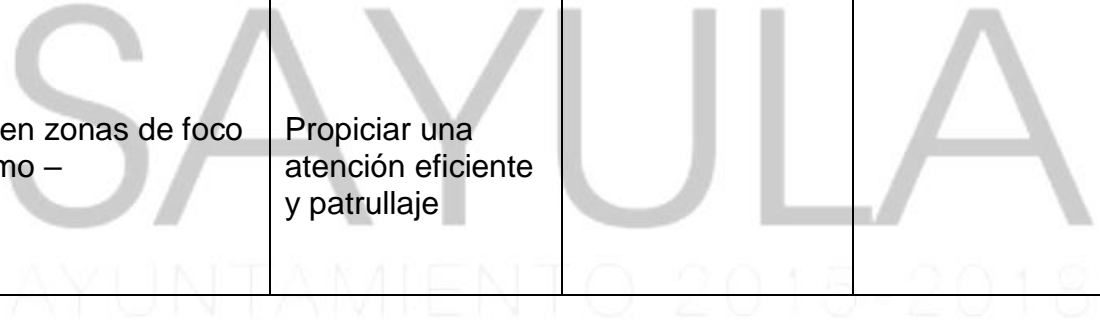 SAYULA
en zonas de foco
mo –
Propiciar una
atención eficiente
y patrullaje
AYUNTAMIENTO 2015-2018